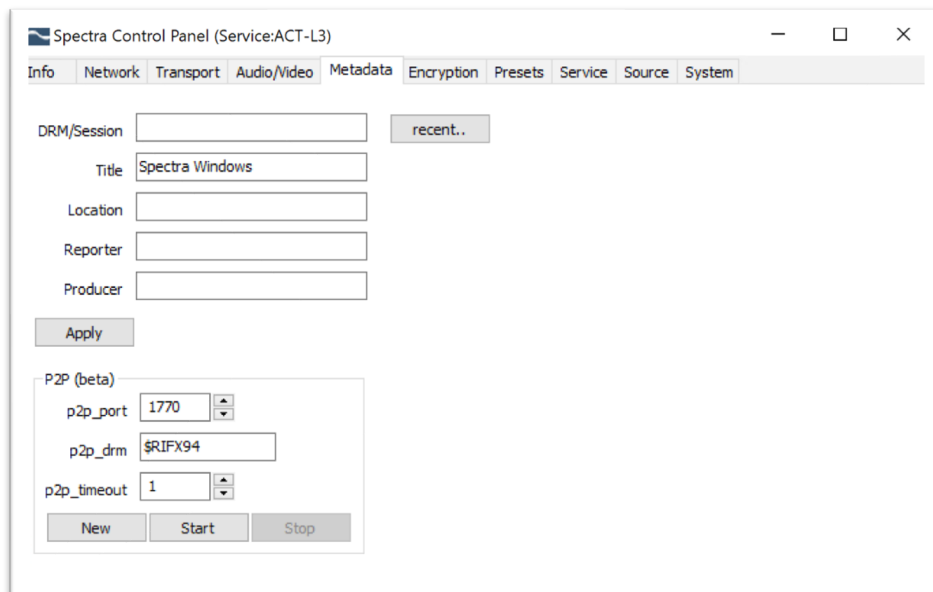 Spectra Control Panel (Service:ACT-L3)
Info Network Transport Audio/Video Metadata Encryption Presets Service Source System
DRM/Session recent..
Title Spectra Windows
Location
Reporter
Producer
Apply
P2P (beta)
p2p_port 1770
p2p_drm $RIFX94
p2p_timeout 1
New Start Stop